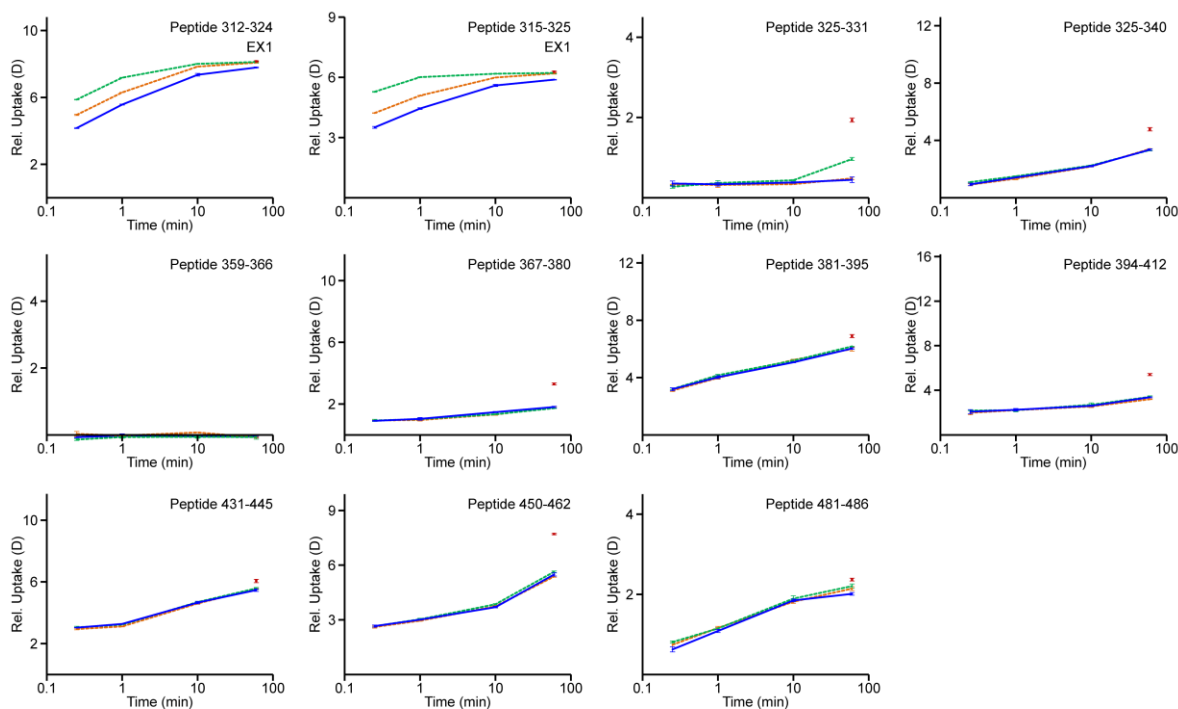 Peptide 312-324
EX1
10
6
2
Rel. Uptake (D)
0.1 1 10 100
Time (min)
Peptide 315-325
EX1
9
6
3
Rel. Uptake (D)
0.1 1 10 100
Time (min)
Peptide 325-331
4
2
Rel. Uptake (D)
0.1 1 10 100
Time (min)
Peptide 325-340
12
8
4
Rel. Uptake (D)
0.1 1 10 100
Time (min)
Peptide 359-366
4
2
Rel. Uptake (D)
0.1 1 10 100
Time (min)
Peptide 367-380
10
6
2
Rel. Uptake (D)
0.1 1 10 100
Time (min)
Peptide 381-395
12
8
4
Rel. Uptake (D)
0.1 1 10 100
Time (min)
Peptide 394-412
16
12
8
4
Rel. Uptake (D)
0.1 1 10 100
Time (min)
Peptide 431-445
10
6
2
Rel. Uptake (D)
0.1 1 10 100
Time (min)
Peptide 450-462
9
6
3
Rel. Uptake (D)
0.1 1 10 100
Time (min)
Peptide 481-486
4
2
Rel. Uptake (D)
0.1 1 10 100
Time (min)